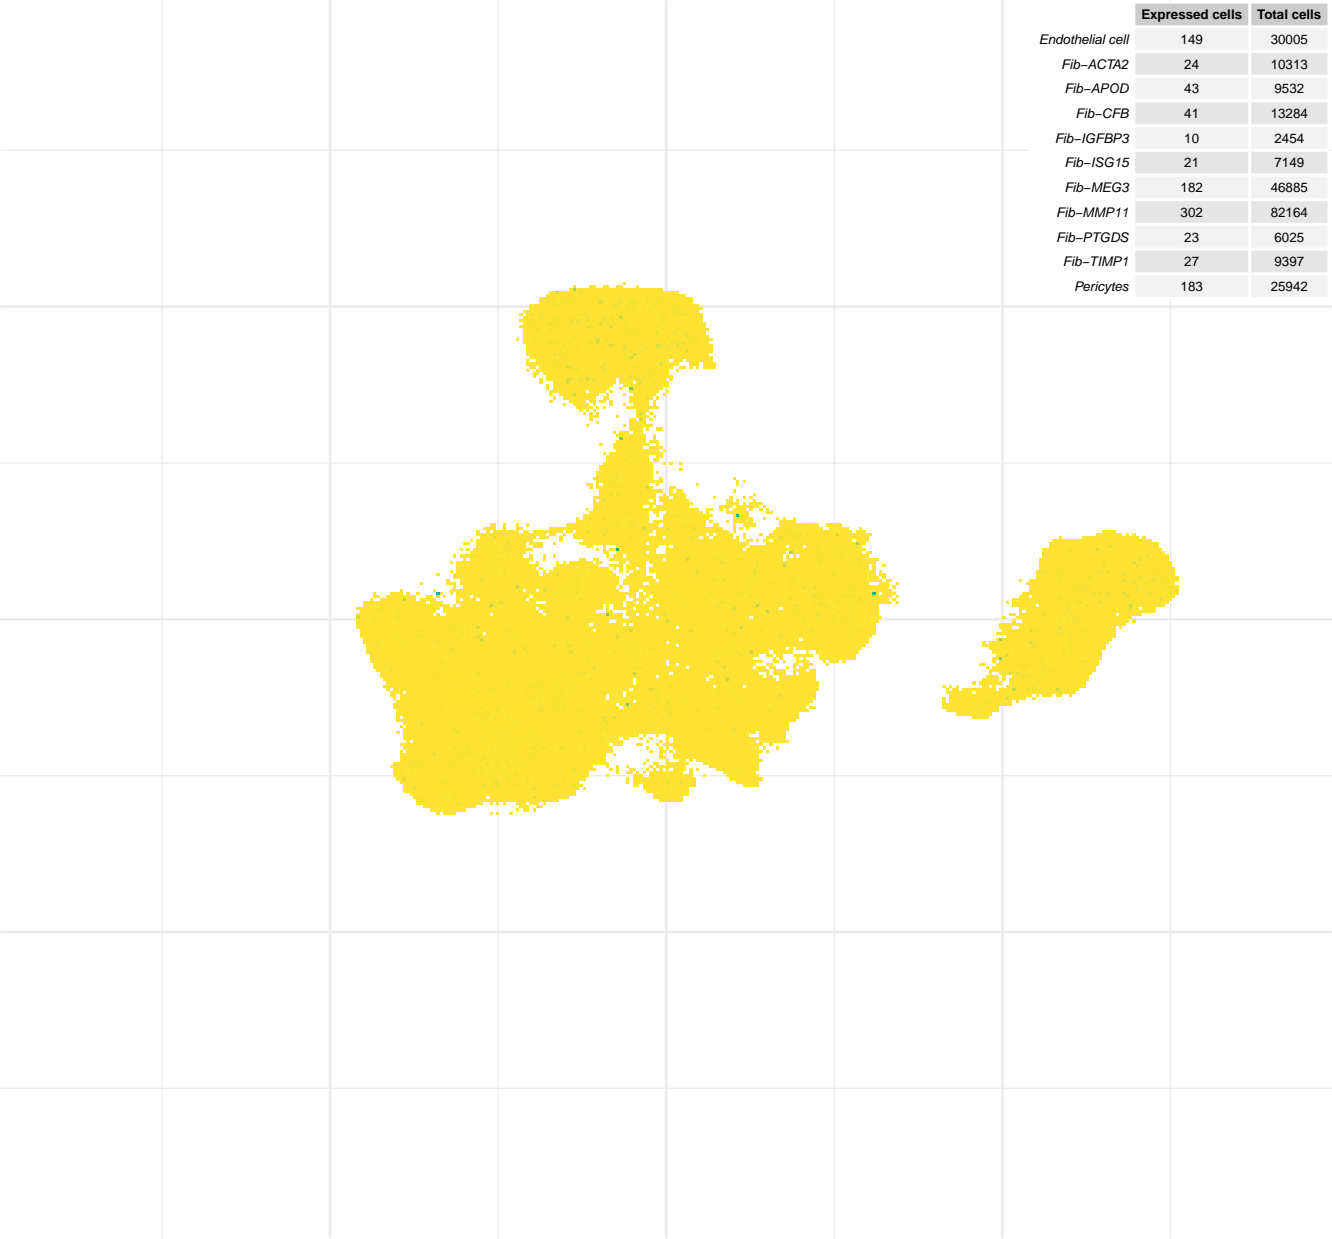 Expressed cells Total cells
Endothelial cell 149 30005
Fib−ACTA2 24 10313
Fib−APOD 43 9532
Fib−CFB 41 13284
Fib−IGFBP3 10 2454
Fib−ISG15 21 7149
Fib−MEG3 182 46885
Fib−MMP11 302 82164
Fib−PTGDS 23 6025
Fib−TIMP1 27 9397
Pericytes 183 25942